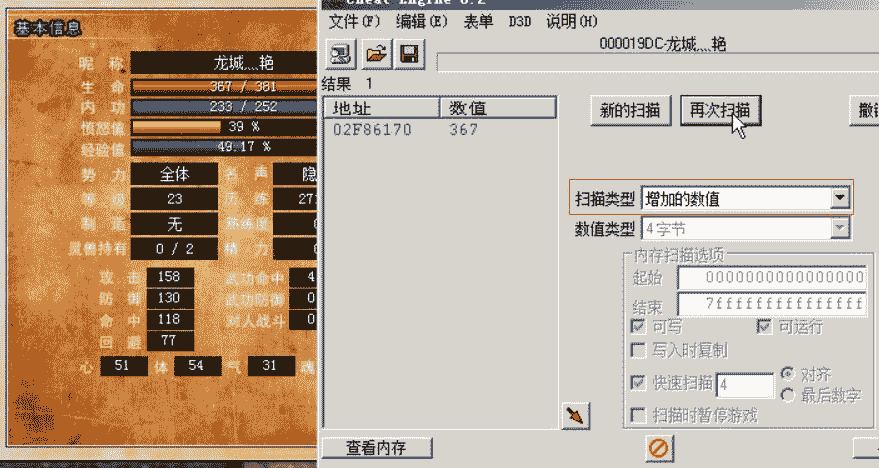 Cheat Engine 6.2
文件(F) 编辑(E) 表单 D3D 说明(H)
000019DC-龙城灬艳
结果 1
地址 数值
02F86170 367
新的扫描 再次扫描
扫描类型 增加的数值
数值类型 4 字节
内存扫描选项
起始 0000000000000000
结束 7fffffffffffffff
可写 可运行
写入时复制
快速扫描 4 对齐
最后数字
扫描时暂停游戏
查看内存
基本信息
昵 称 龙城灬艳
生 命 367 / 381
内 功 233 / 252
愤怒值 39 %
经验值 49.17 %
势 力 全体 名 声
等 级 23 历 练
制 造 无 熟练度
灵兽持有 0 / 2 精 力
攻 击 158 武功命中
防 御 130 武功防御
命 中 118 对人战斗
回 避 77
心 51 体 54 气 31 魂